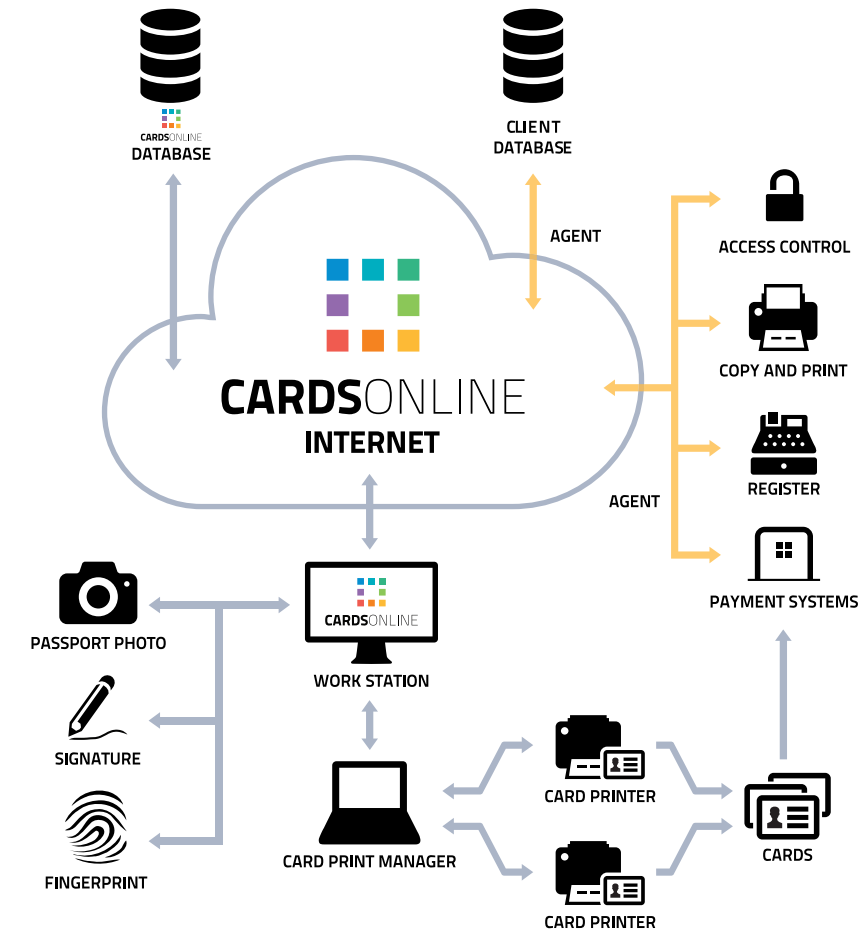 CARDSONLINE
DATABASE
CLIENT
DATABASE
AGENT
ACCESS CONTROL
COPY AND PRINT
REGISTER
AGENT
PAYMENT SYSTEMS
CARDSONLINE
INTERNET
CARDSONLINE
WORK STATION
PASSPORT PHOTO
SIGNATURE
FINGERPRINT
CARD PRINT MANAGER
CARD PRINTER
CARD PRINTER
CARDS